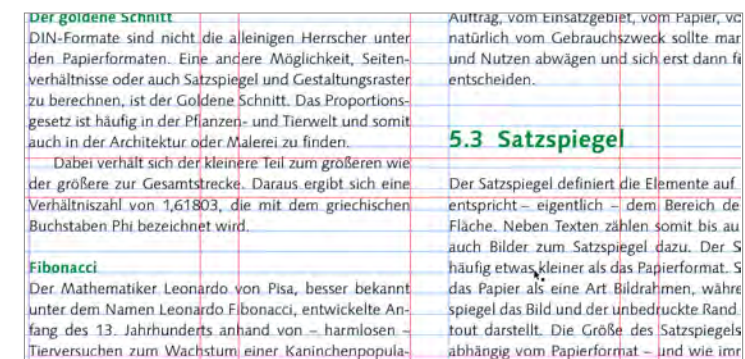 Der goldene Schnitt
DIN-Formate sind nicht die alleinigen Herrscher unter
den Papierformaten. Eine andere Möglichkeit, Seiten-
verhältnisse oder auch Satzspiegel und Gestaltungsraster
zu berechnen, ist der Goldene Schnitt. Das Proportions-
gesetz ist häufig in der Pflanzen- und Tierwelt und somit
auch in der Architektur oder Malerei zu finden.
Dabei verhält sich der kleinere Teil zum größeren wie
der größere zur Gesamtstrecke. Daraus ergibt sich eine
Verhältniszahl von 1,61803, die mit dem griechischen
Buchstaben Phi bezeichnet wird.
Fibonacci
Der Mathematiker Leonardo von Pisa, besser bekannt
unter dem Namen Leonardo Fibonacci, entwickelte An-
fang des 13. Jahrhunderts anhand von – harmlosen –
Tierversuchen zum Wachstum einer Kaninchenpopula-
Auftrag, vom Einsatzgebiet, vom Papier, vo
natürlich vom Gebrauchszweck sollte mar
und Nutzen abwägen und sich erst dann fü
entscheiden.
5.3 Satzspiegel
Der Satzspiegel definiert die Elemente auf
entspricht – eigentlich – dem Bereich de
Fläche. Neben Texten zählen somit bis au
auch Bilder zum Satzspiegel dazu. Der S
häufig etwas kleiner als das Papierformat. S
das Papier als eine Art Bildrahmen, währe
spiegel das Bild und der unbedruckte Rand
tout darstellt. Die Größe des Satzspiegels
abhängig vom Papierformat – und wie imr